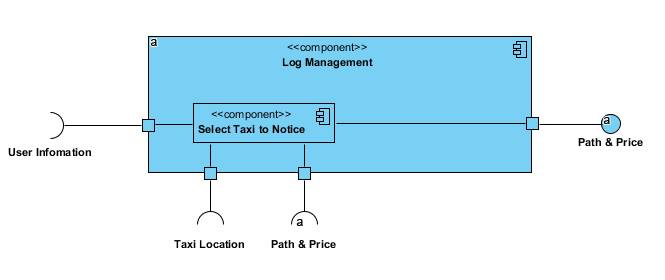 a
<<component>>
Log Management
<<component>>
Select Taxi to Notice
User Infomation
a
Path & Price
a
Taxi Location
Path & Price